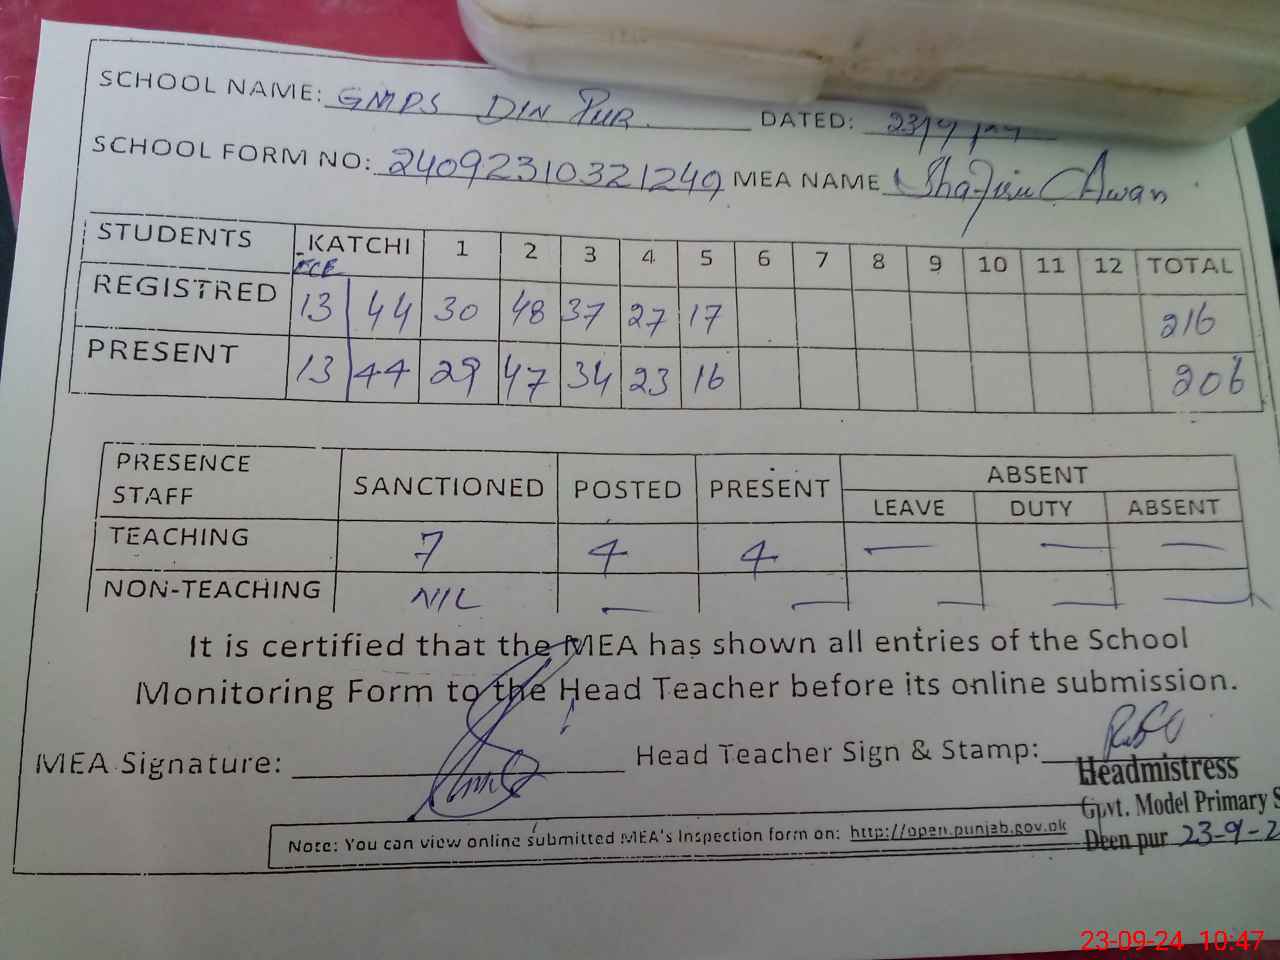 SCHOOL NAME: GMPS DIN PUR DATED:
SCHOOL FORM NO: 24092310321249 MEA NAME Awan
STUDENTS KATCHI 1 2 3 4 5 6 7 8 9 10 11 12 TOTAL
ECE
REGISTRED 13 44 30 48 37 27 17 216
PRESENT 13 44 29 47 34 23 16 206
PRESENCE STAFF SANCTIONED POSTED PRESENT ABSENT
LEAVE DUTY ABSENT
TEACHING 7 4 4 — — —
NON-TEACHING NIL — — — — —
It is certified that the MEA has shown all entries of the School
Monitoring Form to the Head Teacher before its online submission.
MEA Signature: Head Teacher Sign & Stamp:
Headmistress
Govt. Model Primary S
Deen pur 23-9-2
Note: You can view online submitted MEA's Inspection form on: http://open.punjab.gov.pk
23-09-24 10:47